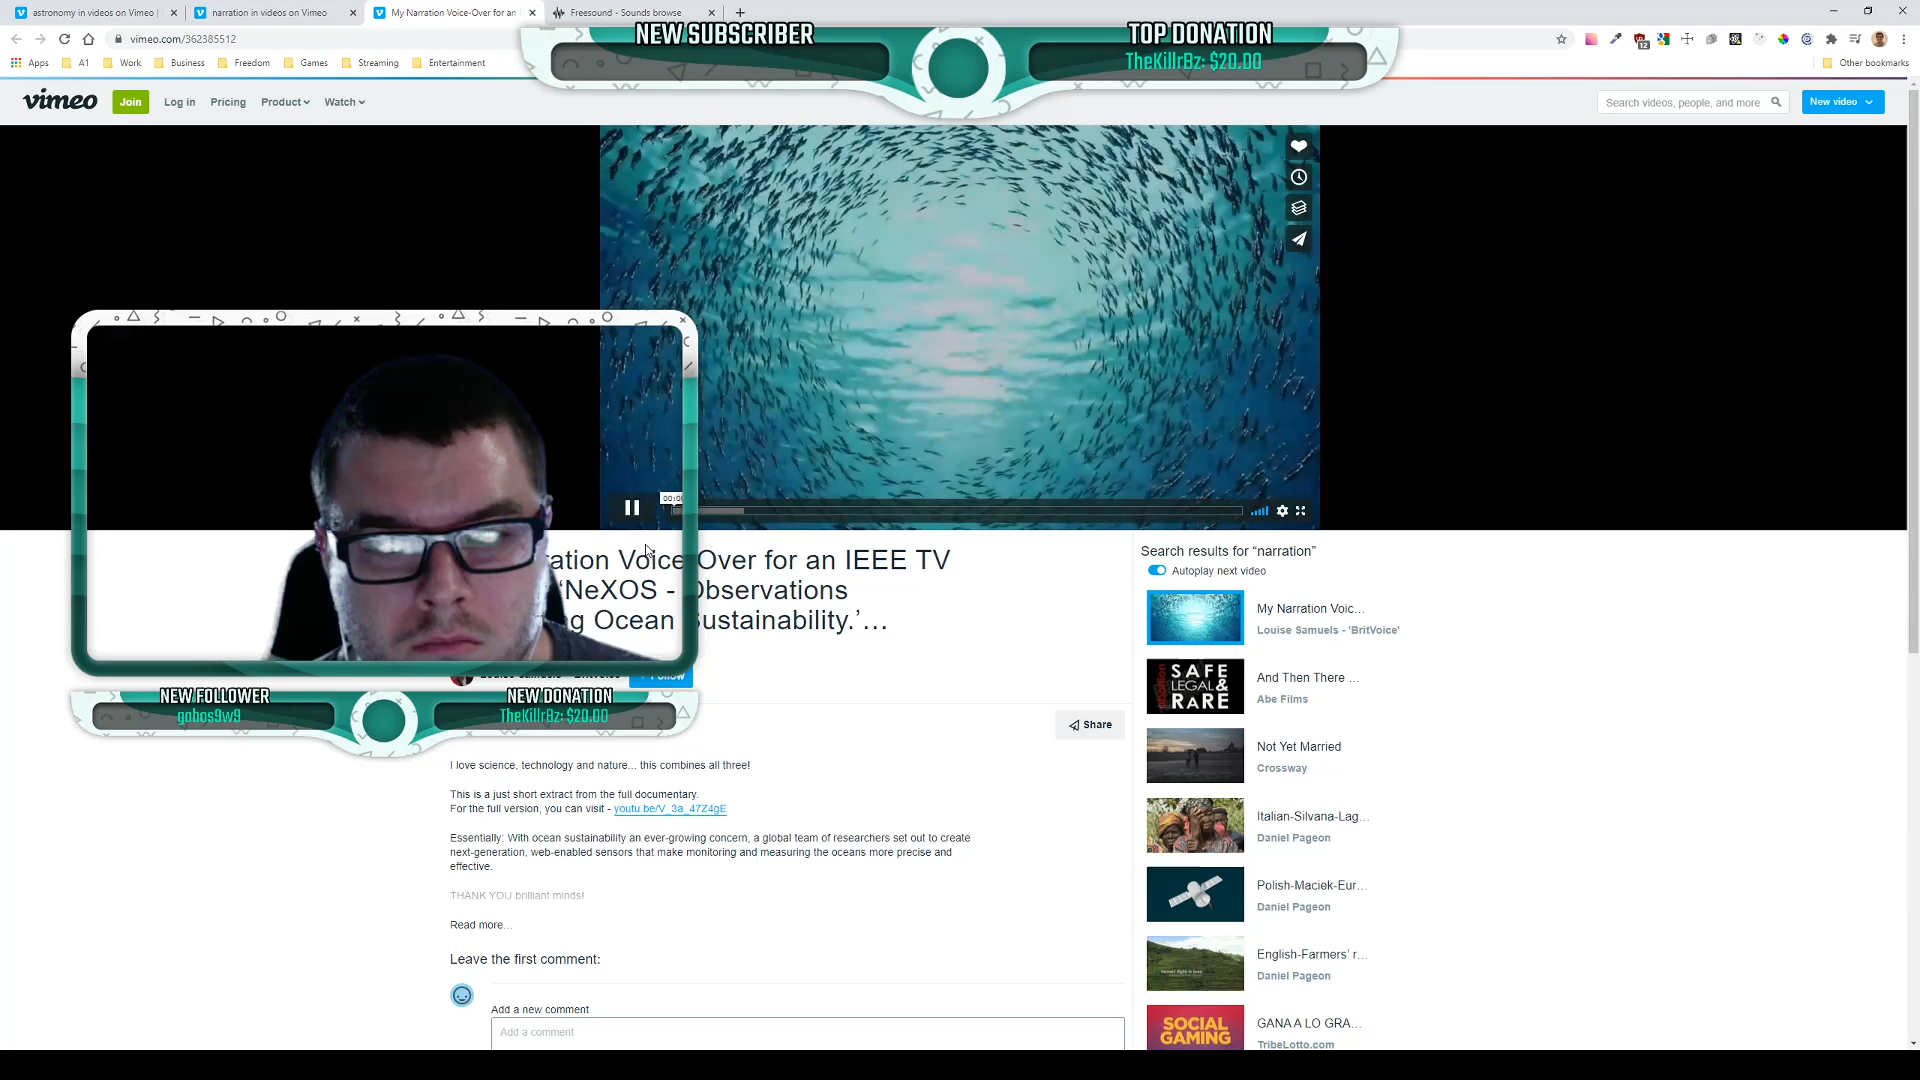 astronomy in videos on Vimeo
narration in videos on Vimeo
My Narration Voice-Over for an
Freesound - Sounds browse
vimeo.com/362385512
Apps
A1
Work
Business
Freedom
Games
Streaming
Entertainment
Other bookmarks
12
NEW SUBSCRIBER
TOP DONATION
TheKillrBz: $20.00
vimeo
Join
Log in
Pricing
Product
Watch
Search videos, people, and more
New video
ration Voice-Over for an IEEE TV
'NeXOS - Observations
g Ocean Sustainability.'…
Follow
NEW FOLLOWER
gabos9w9
NEW DONATION
TheKillrBz: $20.00
Share
I love science, technology and nature... this combines all three!
This is a just short extract from the full documentary.
For the full version, you can visit - youtu.be/V_3a_47Z4gE
Essentially: With ocean sustainability an ever-growing concern, a global team of researchers set out to create
next-generation, web-enabled sensors that make monitoring and measuring the oceans more precise and
effective.
THANK YOU brilliant minds!
Read more…
Leave the first comment:
Add a new comment
Add a comment
Search results for “narration”
Autoplay next video
My Narration Voic…
Louise Samuels - 'BritVoice'
SAFE
LEGAL&
RARE
And Then There …
Abe Films
Not Yet Married
Crossway
Italian-Silvana-Lag…
Daniel Pageon
Polish-Maciek-Eur…
Daniel Pageon
English-Farmers’ r…
Daniel Pageon
SOCIAL
GAMING
GANA A LO GRA…
TribeLotto.com